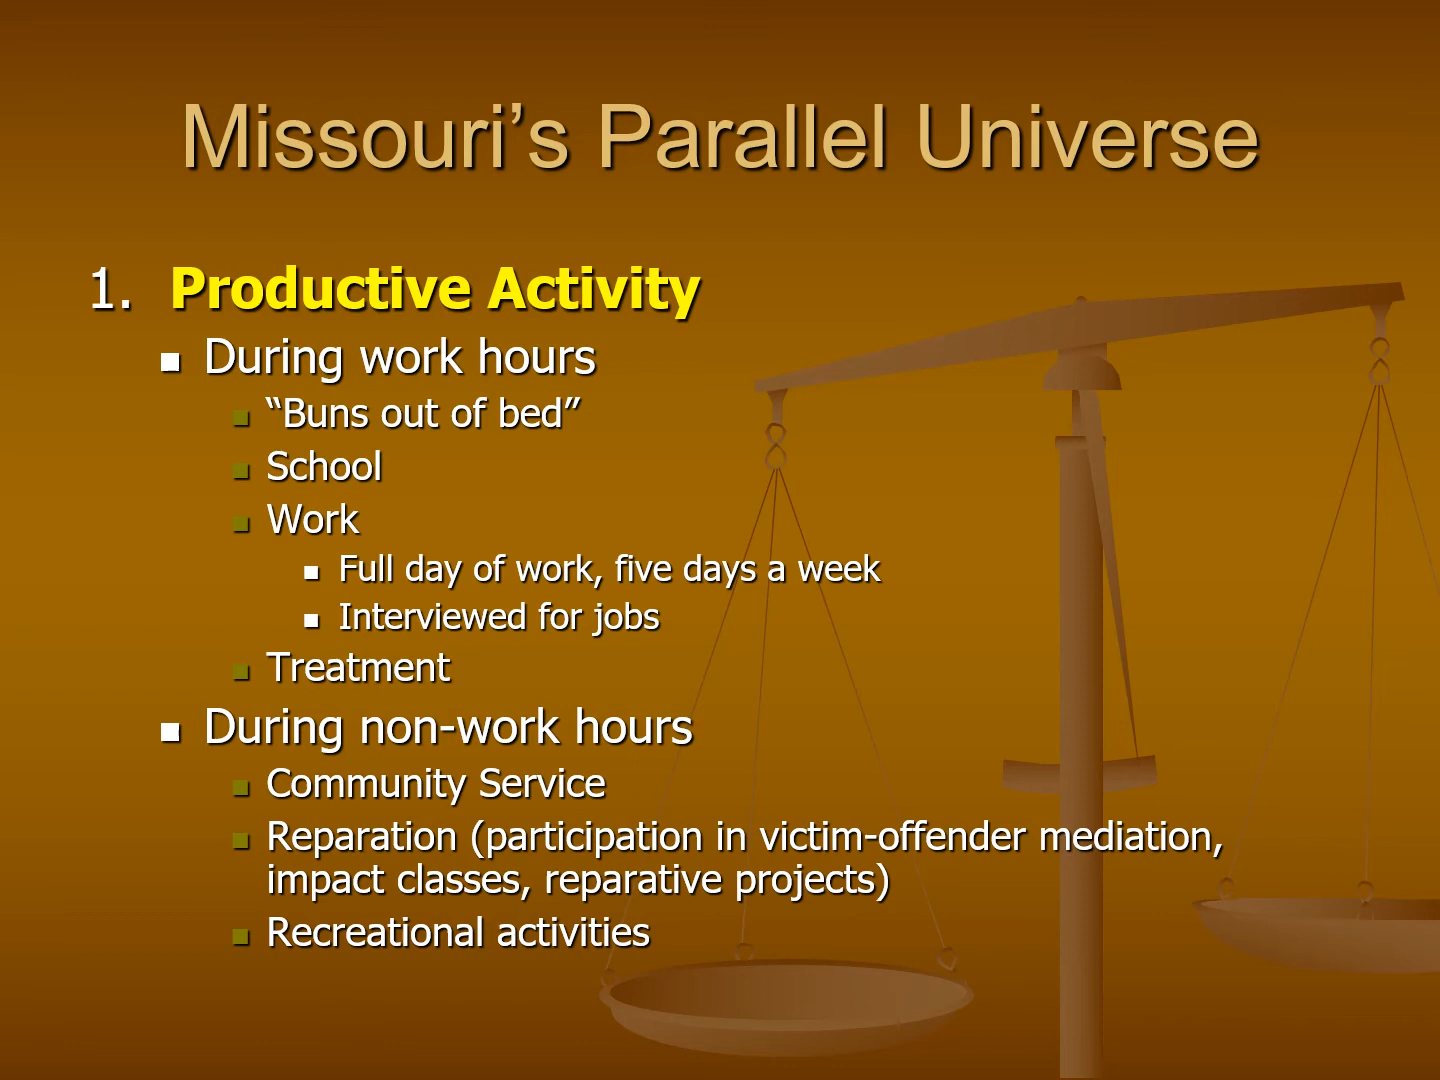 Missouri’s Parallel Universe
1. Productive Activity
During work hours
“Buns out of bed”
School
Work
Full day of work, five days a week
Interviewed for jobs
Treatment
During non-work hours
Community Service
Reparation (participation in victim-offender mediation,
impact classes, reparative projects)
Recreational activities